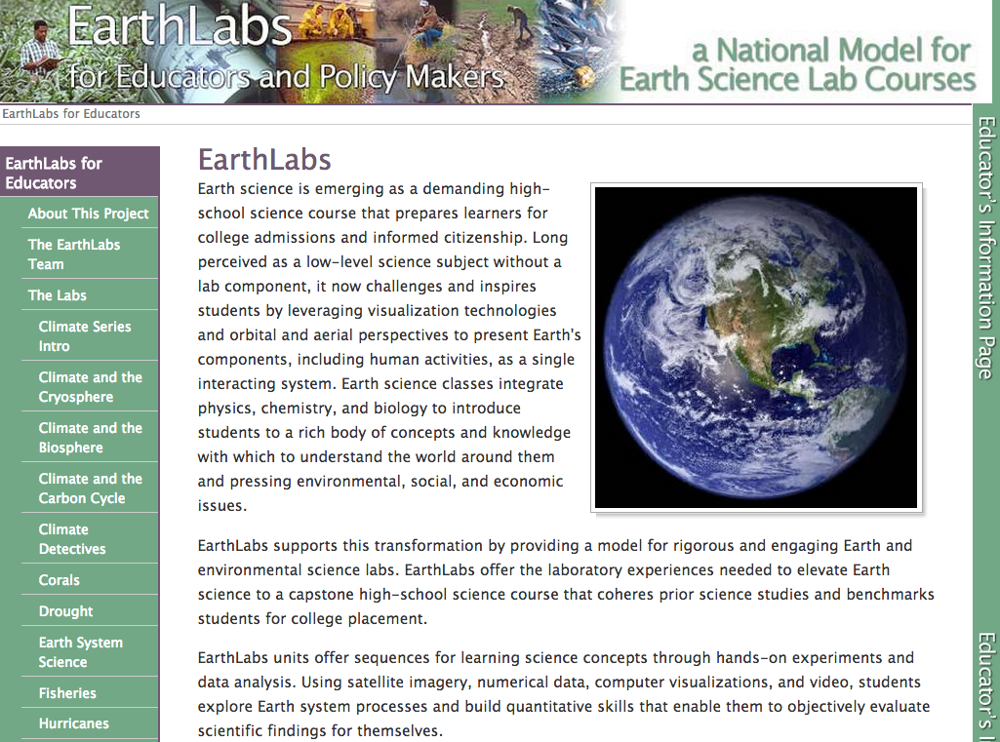 EarthLabs
for Educators and Policy Makers
a National Model for
Earth Science Lab Courses
EarthLabs for Educators
EarthLabs for
Educators
About This Project
The EarthLabs
Team
The Labs
Climate Series
Intro
Climate and the
Cryosphere
Climate and the
Biosphere
Climate and the
Carbon Cycle
Climate
Detectives
Corals
Drought
Earth System
Science
Fisheries
Hurricanes
EarthLabs
Earth science is emerging as a demanding high-
school science course that prepares learners for
college admissions and informed citizenship. Long
perceived as a low-level science subject without a
lab component, it now challenges and inspires
students by leveraging visualization technologies
and orbital and aerial perspectives to present Earth's
components, including human activities, as a single
interacting system. Earth science classes integrate
physics, chemistry, and biology to introduce
students to a rich body of concepts and knowledge
with which to understand the world around them
and pressing environmental, social, and economic
issues.
EarthLabs supports this transformation by providing a model for rigorous and engaging Earth and
environmental science labs. EarthLabs offer the laboratory experiences needed to elevate Earth
science to a capstone high-school science course that coheres prior science studies and benchmarks
students for college placement.
EarthLabs units offer sequences for learning science concepts through hands-on experiments and
data analysis. Using satellite imagery, numerical data, computer visualizations, and video, students
explore Earth system processes and build quantitative skills that enable them to objectively evaluate
scientific findings for themselves.
Educator's Information Page
Educator's I